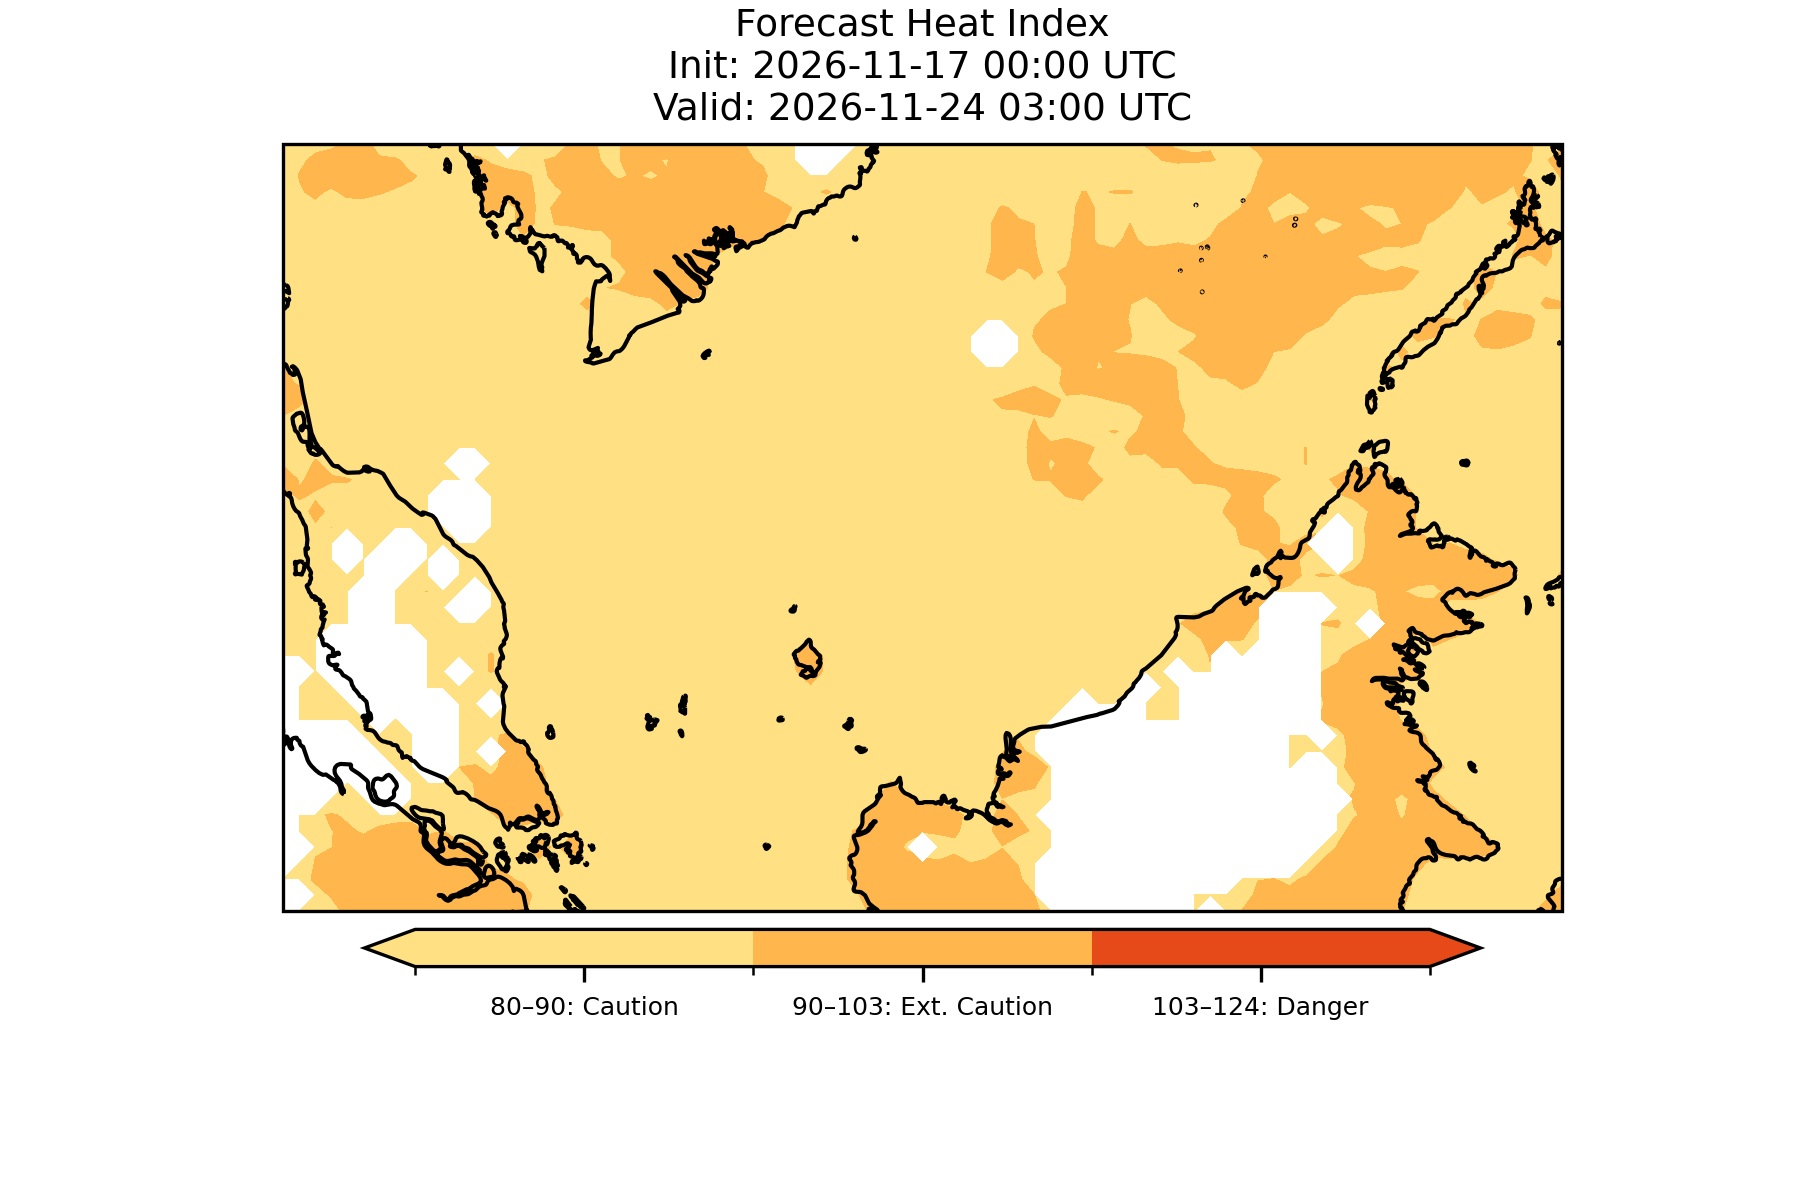 Forecast Heat Index
Init: 2026-11-17 00:00 UTC
Valid: 2026-11-24 03:00 UTC
80–90: Caution
90–103: Ext. Caution
103–124: Danger